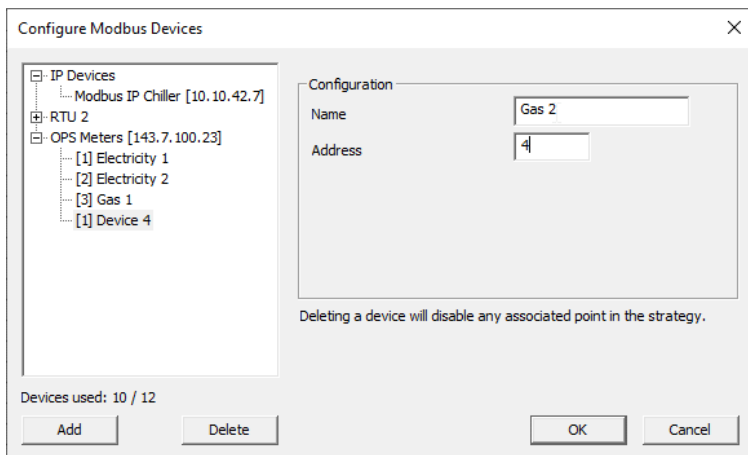 Configure Modbus Devices
IP Devices
Modbus IP Chiller [10.10.42.7]
RTU 2
OPS Meters [143.7.100.23]
[1] Electricity 1
[2] Electricity 2
[3] Gas 1
[1] Device 4
Configuration
Name Gas 2
Address 4
Deleting a device will disable any associated point in the strategy.
Devices used: 10 / 12
Add Delete OK Cancel